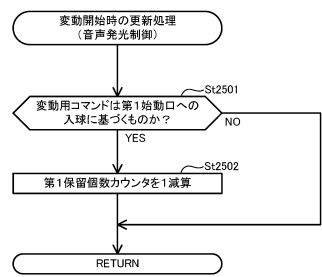 変動開始時の更新処理
（音声発光制御）
St2501
変動用コマンドは第1始動口への
入球に基づくものか？
NO
YES
St2502
第1保留個数カウンタを1減算
RETURN